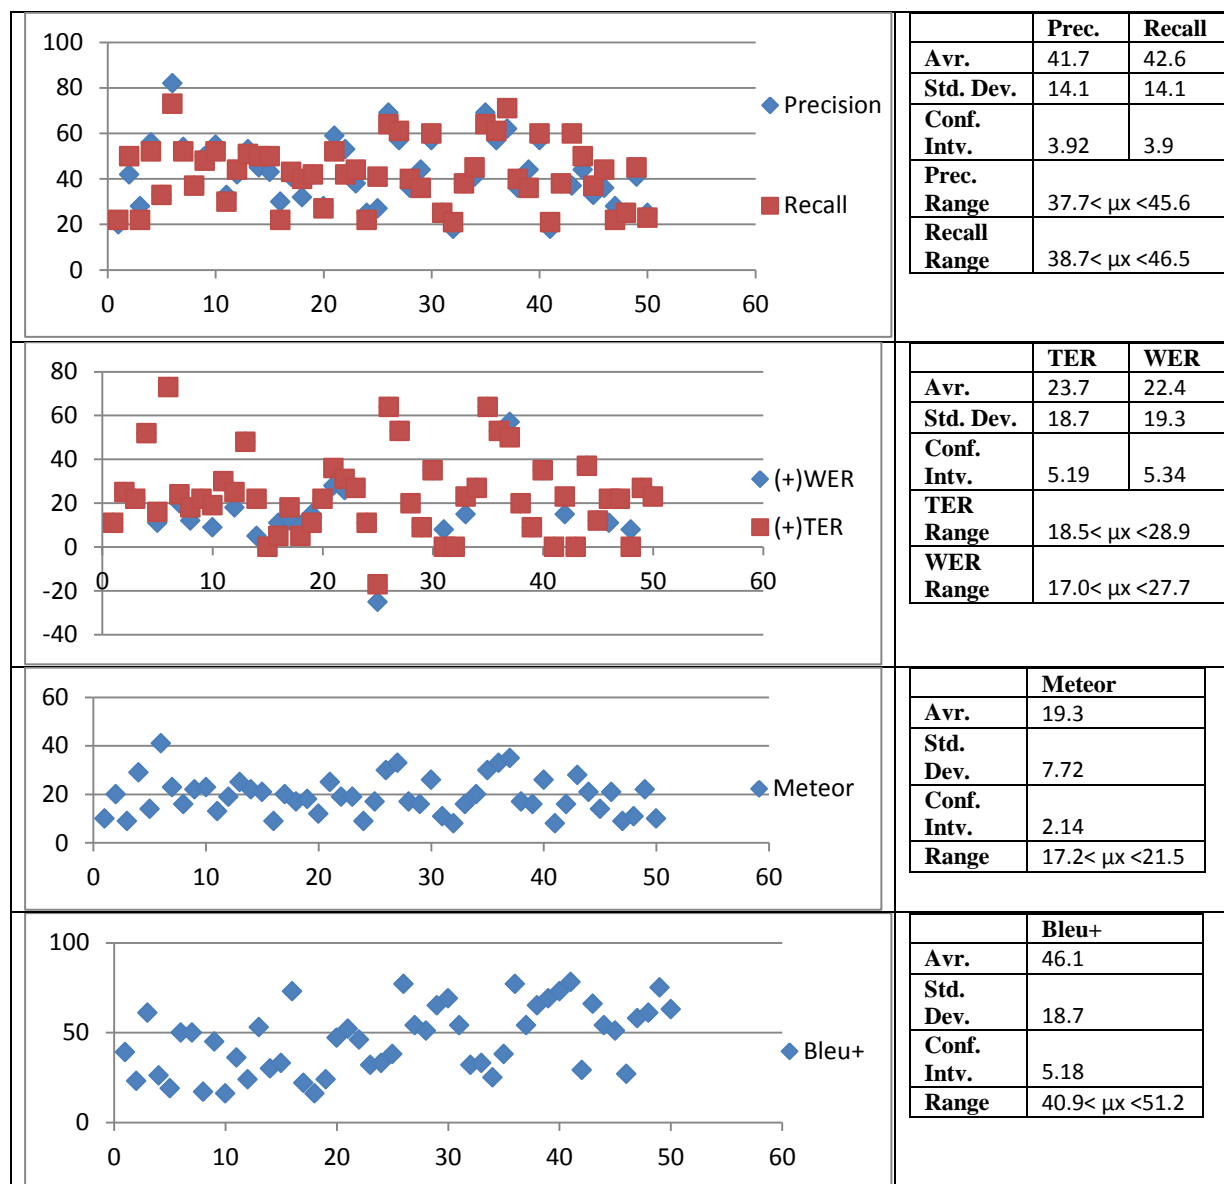 100
80
60
40
20
0
0 10 20 30 40 50 60
Precision
Recall
Prec. Recall
Avr. 41.7 42.6
Std. Dev. 14.1 14.1
Conf.
Intv. 3.92 3.9
Prec.
Range 37.7< μx <45.6
Recall
Range 38.7< μx <46.5
80
60
40
20
0
-20
-40
0 10 20 30 40 50 60
(+)WER
(+)TER
TER WER
Avr. 23.7 22.4
Std. Dev. 18.7 19.3
Conf.
Intv. 5.19 5.34
TER
Range 18.5< μx <28.9
WER
Range 17.0< μx <27.7
60
40
20
0
0 10 20 30 40 50 60
Meteor
Meteor
Avr. 19.3
Std.
Dev. 7.72
Conf.
Intv. 2.14
Range 17.2< μx <21.5
100
50
0
0 10 20 30 40 50 60
Bleu+
Bleu+
Avr. 46.1
Std.
Dev. 18.7
Conf.
Intv. 5.18
Range 40.9< μx <51.2